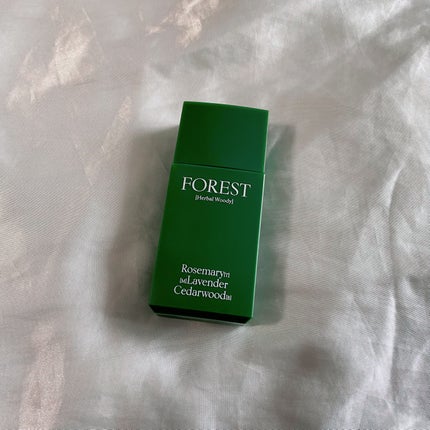 FOREST
[Herbal Woody]
Rosemary[t]
[m]Lavender
Cedarwood[b]